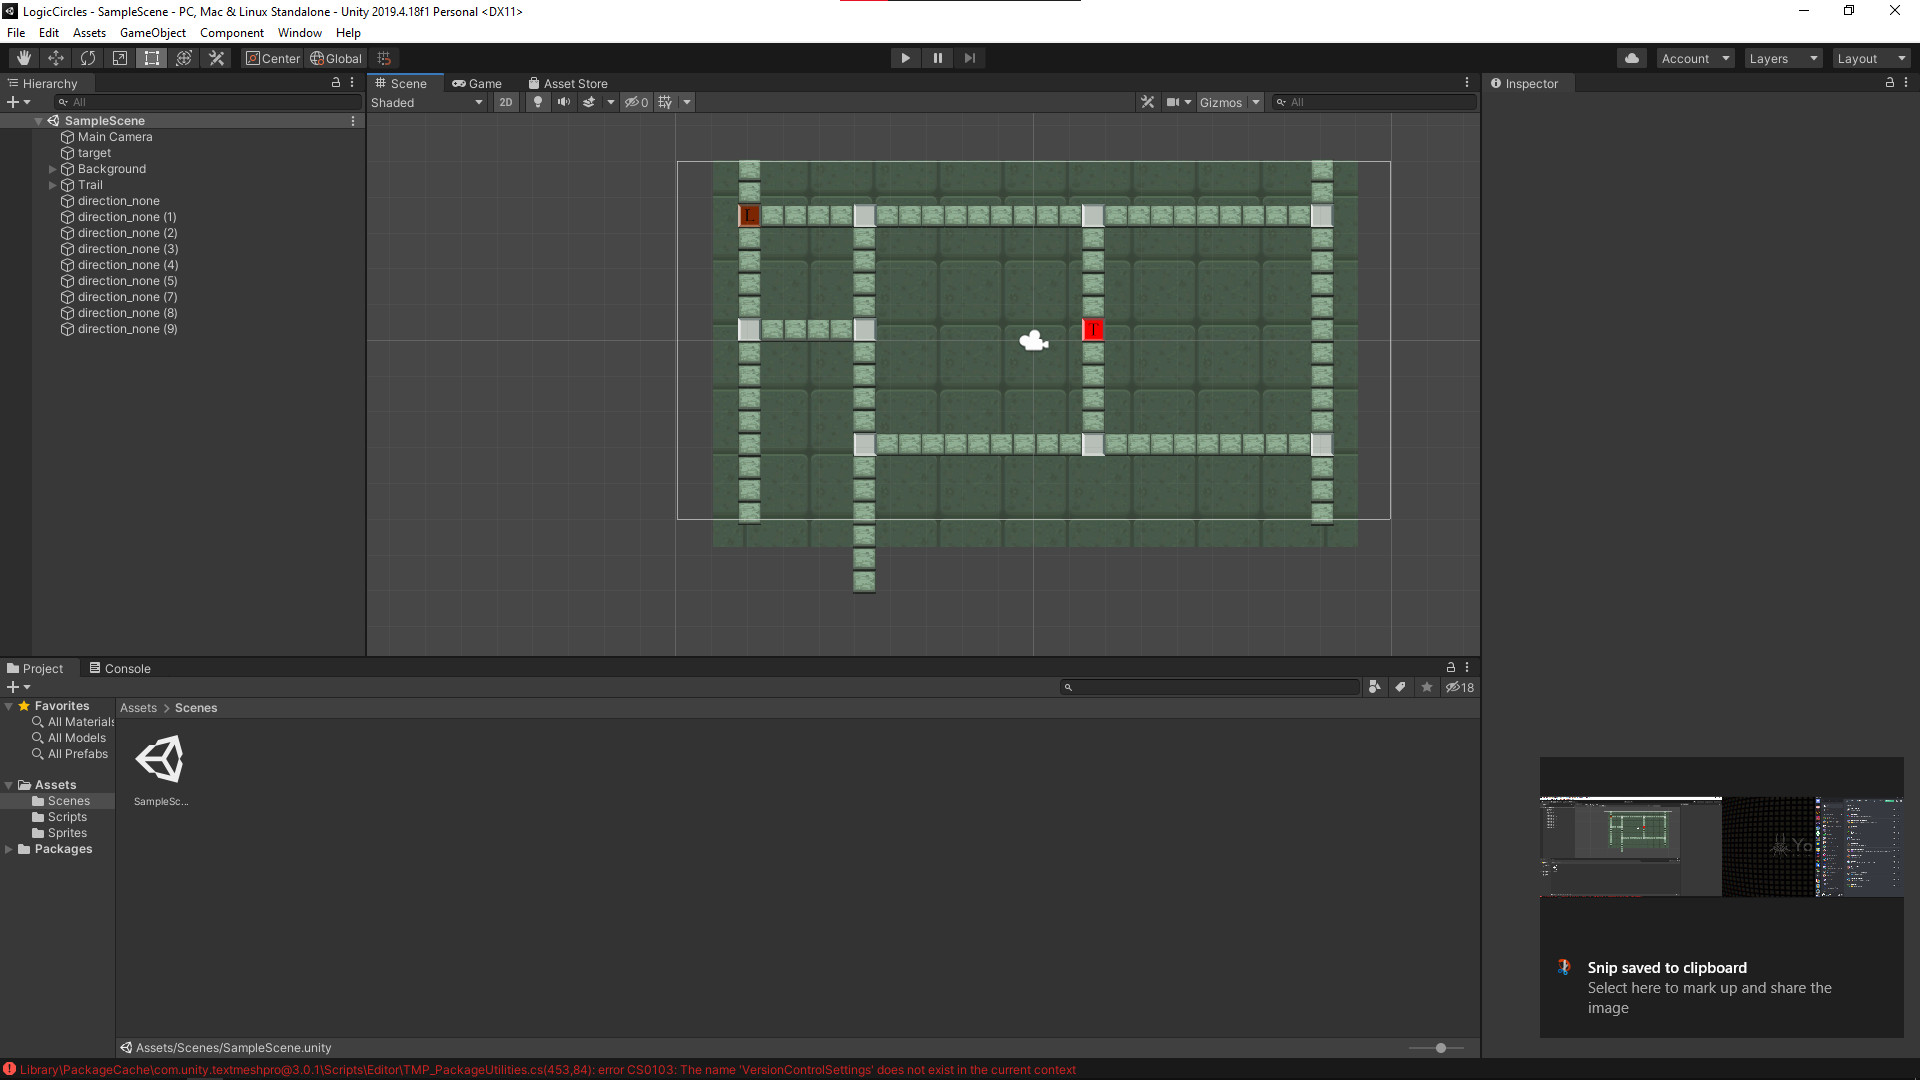 LogicCircles - SampleScene - PC, Mac & Linux Standalone - Unity 2019.4.18f1 Personal <DX11>
File Edit Assets GameObject Component Window Help
Center Global Account Layers Layout
Hierarchy
All
SampleScene
Main Camera
target
Background
Trail
direction_none
direction_none (1)
direction_none (2)
direction_none (3)
direction_none (4)
direction_none (5)
direction_none (7)
direction_none (8)
direction_none (9)
Scene Game Asset Store
Shaded 2D 0 Gizmos All
L
T
Inspector
Project Console
18
Favorites
All Materials
All Models
All Prefabs
Assets
Scenes
Scripts
Sprites
Packages
Assets > Scenes
SampleSc...
Assets/Scenes/SampleScene.unity
Snip saved to clipboard
Select here to mark up and share the
image
Library\PackageCache\com.unity.textmeshpro@3.0.1\Scripts\Editor\TMP_PackageUtilities.cs(453,84): error CS0103: The name 'VersionControlSettings' does not exist in the current context